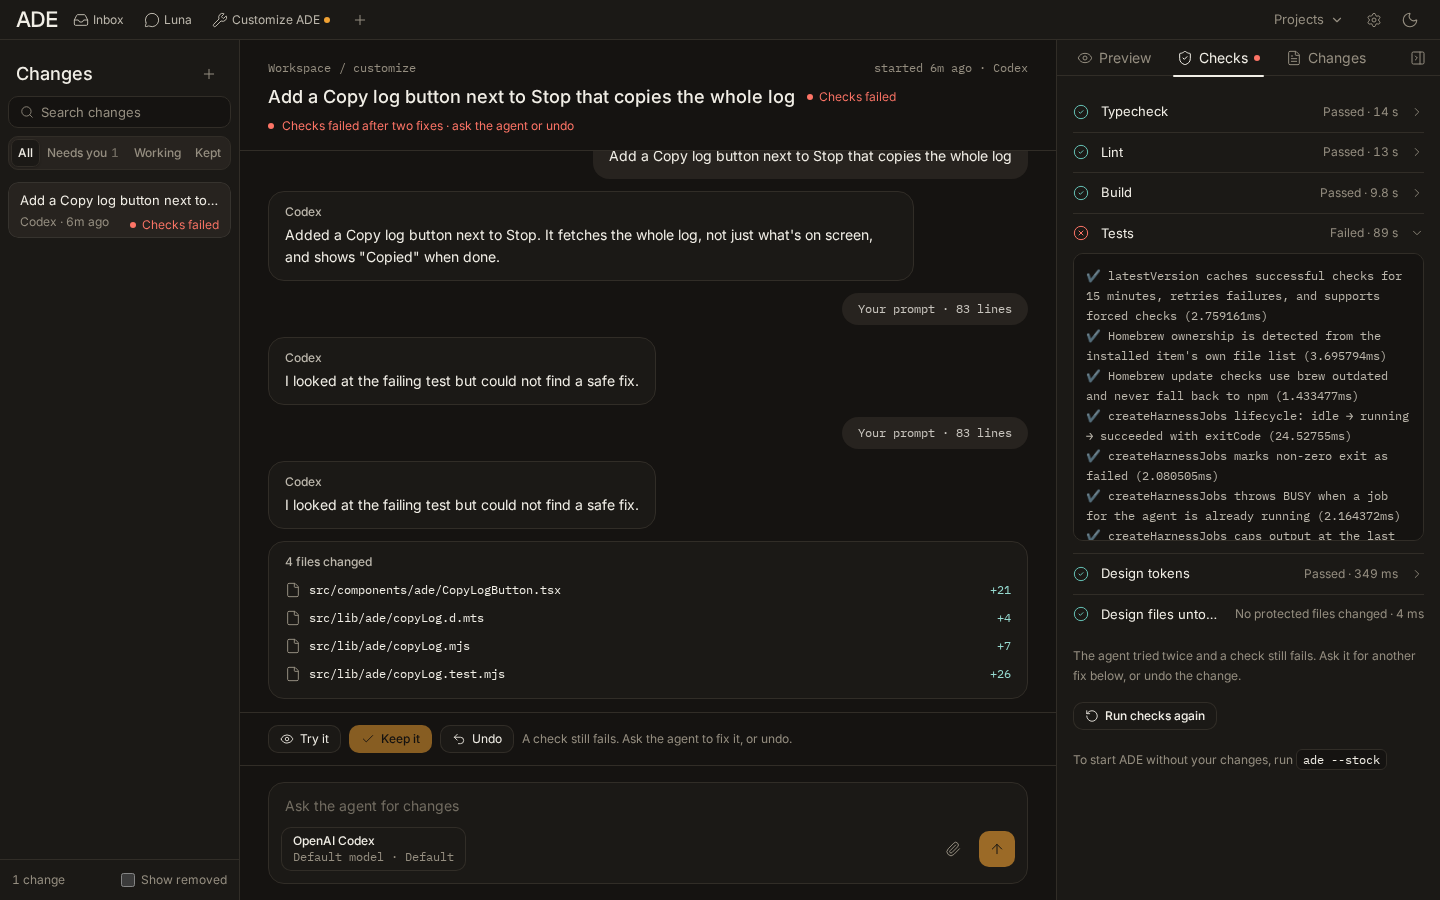 ADE
Inbox
Luna
Customize ADE
Projects
Changes
Search changes
All
Needs you 1
Working
Kept
Add a Copy log button next to...
Codex · 6m ago
Checks failed
1 change
Show removed
Workspace / customize
started 6m ago · Codex
Add a Copy log button next to Stop that copies the whole log
Checks failed
Checks failed after two fixes · ask the agent or undo
Add a Copy log button next to Stop that copies the whole log
Codex
Added a Copy log button next to Stop. It fetches the whole log, not just what's on screen,
and shows "Copied" when done.
Your prompt · 83 lines
Codex
I looked at the failing test but could not find a safe fix.
Your prompt · 83 lines
Codex
I looked at the failing test but could not find a safe fix.
4 files changed
src/components/ade/CopyLogButton.tsx +21
src/lib/ade/copyLog.d.mts +4
src/lib/ade/copyLog.mjs +7
src/lib/ade/copyLog.test.mjs +26
Try it
Keep it
Undo
A check still fails. Ask the agent to fix it, or undo.
Ask the agent for changes
OpenAI Codex
Default model · Default
Preview
Checks
Changes
Typecheck Passed · 14 s
Lint Passed · 13 s
Build Passed · 9.8 s
Tests Failed · 89 s
✔ latestVersion caches successful checks for
15 minutes, retries failures, and supports
forced checks (2.759161ms)
✔ Homebrew ownership is detected from the
installed item's own file list (3.695794ms)
✔ Homebrew update checks use brew outdated
and never fall back to npm (1.433477ms)
✔ createHarnessJobs lifecycle: idle → running
→ succeeded with exitCode (24.52755ms)
✔ createHarnessJobs marks non-zero exit as
failed (2.080505ms)
✔ createHarnessJobs throws BUSY when a job
for the agent is already running (2.164372ms)
✔ createHarnessJobs caps output at the last
Design tokens Passed · 349 ms
Design files unto... No protected files changed · 4 ms
The agent tried twice and a check still fails. Ask it for another
fix below, or undo the change.
Run checks again
To start ADE without your changes, run ade --stock